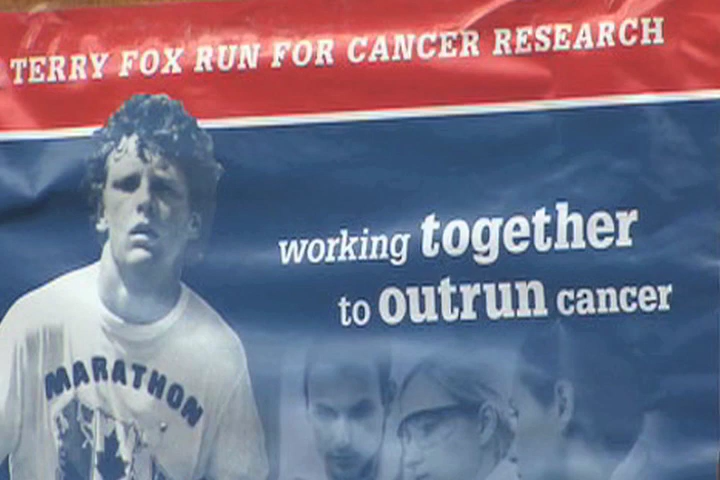 TERRY FOX RUN FOR CANCER RESEARCH
working together
to outrun cancer
MARATHON